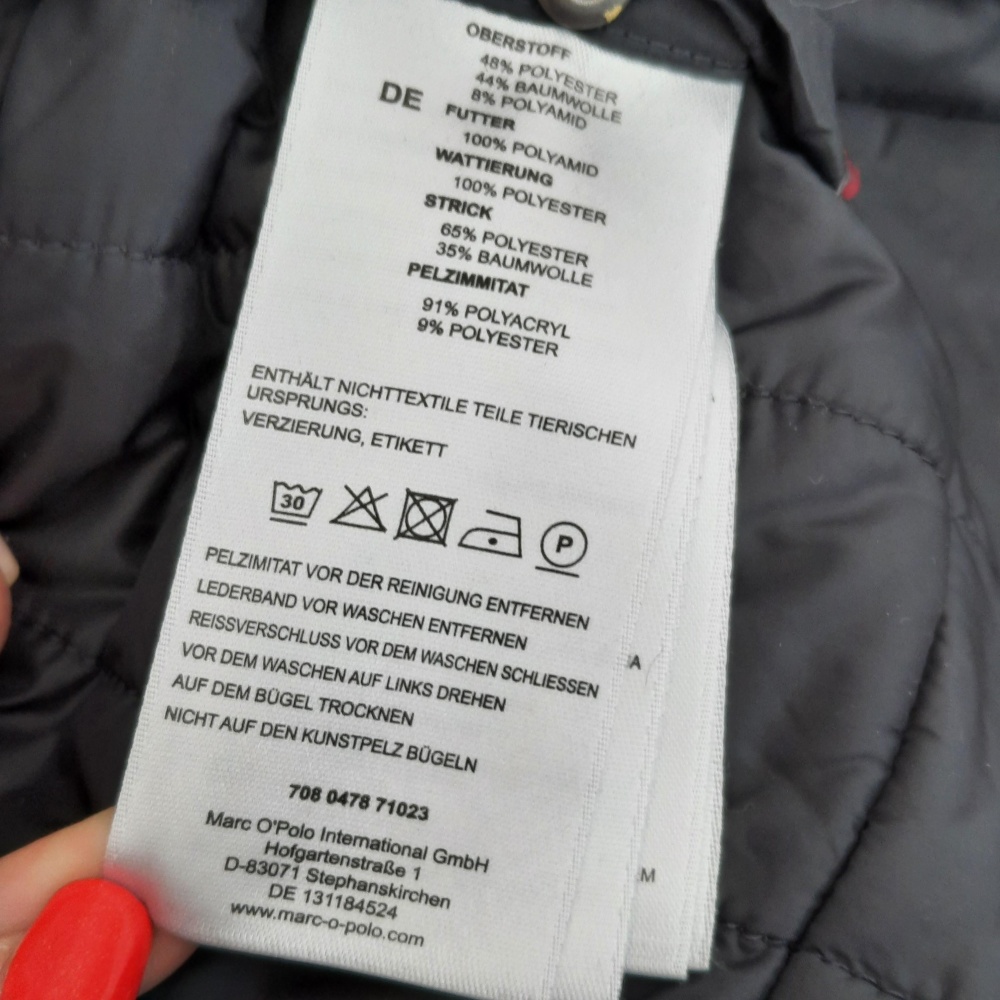 OBERSTOFF
48% POLYESTER
44% BAUMWOLLE
8% POLYAMID
DE
FUTTER
100% POLYAMID
WATTIERUNG
100% POLYESTER
STRICK
65% POLYESTER
35% BAUMWOLLE
PELZIMMITAT
91% POLYACRYL
9% POLYESTER
ENTHÄLT NICHTTEXTILE TEILE TIERISCHEN
URSPRUNGS:
VERZIERUNG, ETIKETT
30
P
PELZIMITAT VOR DER REINIGUNG ENTFERNEN
LEDERBAND VOR WASCHEN ENTFERNEN
REISSVERSCHLUSS VOR DEM WASCHEN SCHLIESSEN
VOR DEM WASCHEN AUF LINKS DREHEN
AUF DEM BÜGEL TROCKNEN
NICHT AUF DEN KUNSTPELZ BÜGELN
708 0478 71023
Marc O'Polo International GmbH
Hofgartenstraße 1
D-83071 Stephanskirchen
DE 131184524
www.marc-o-polo.com
A
M